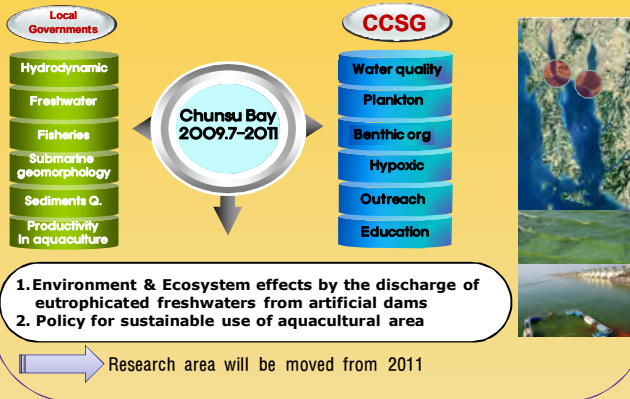 Local
Governments
Hydrodynamic
Freshwater
Fisheries
Submarine
geomorphology
Sediments Q.
Productivity
In aquaculture
Chunsu Bay
2009.7-2011
CCSG
Water quality
Plankton
Benthic org
Hypoxic
Outreach
Education
1.Environment & Ecosystem effects by the discharge of
eutrophicated freshwaters from artificial dams
2. Policy for sustainable use of aquacultural area
Research area will be moved from 2011